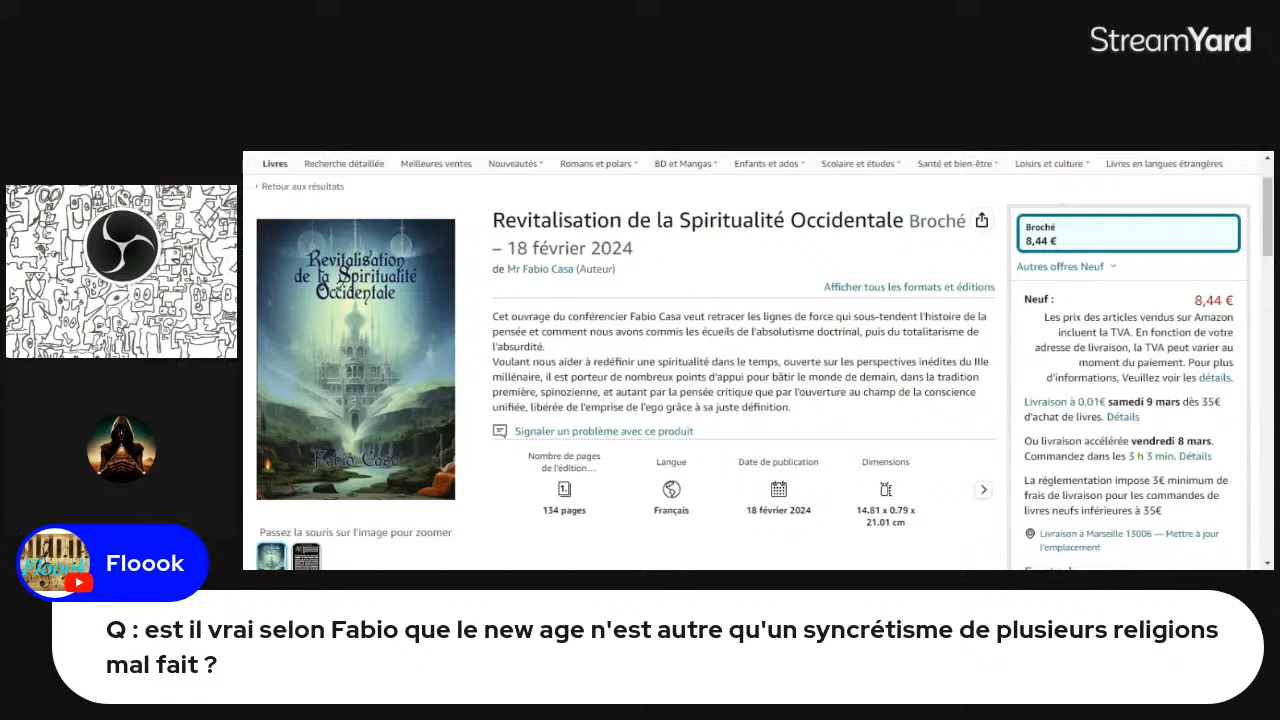 StreamYard
Livres Recherche détaillée Meilleures ventes Nouveautés Romans et polars BD et Mangas Enfants et ados Scolaire et études Santé et bien-être Loisirs et culture Livres en langues étrangères
‹ Retour aux résultats
Revitalisation
de la Spiritualité
Occidentale
Fabio Casa
Passez la souris sur l'image pour zoomer
Revitalisation de la Spiritualité Occidentale Broché
– 18 février 2024
de Mr Fabio Casa (Auteur)
Afficher tous les formats et éditions
Cet ouvrage du conférencier Fabio Casa veut retracer les lignes de force qui sous-tendent l'histoire de la
pensée et comment nous avons commis les écueils de l'absolutisme doctrinal, puis du totalitarisme de
l'absurdité.
Voulant nous aider à redéfinir une spiritualité dans le temps, ouverte sur les perspectives inédites du IIIe
millénaire, il est porteur de nombreux points d'appui pour bâtir le monde de demain, dans la tradition
première, spinozienne, et autant par la pensée critique que par l'ouverture au champ de la conscience
unifiée, libérée de l'emprise de l'ego grâce à sa juste définition.
Signaler un problème avec ce produit
Nombre de pages
de l'édition...
134 pages
Langue
Français
Date de publication
18 février 2024
Dimensions
14.81 x 0.79 x
21.01 cm
Broché
8,44 €
Autres offres Neuf
Neuf : 8,44 €
Les prix des articles vendus sur Amazon
incluent la TVA. En fonction de votre
adresse de livraison, la TVA peut varier au
moment du paiement. Pour plus
d'informations, Veuillez voir les détails.
Livraison à 0,01€ samedi 9 mars dès 35€
d'achat de livres. Détails
Ou livraison accélérée vendredi 8 mars.
Commandez dans les 3 h 3 min. Détails
La réglementation impose 3€ minimum de
frais de livraison pour les commandes de
livres neufs inférieures à 35€
Livraison à Marseille 13006 — Mettre à jour
l'emplacement
Floook
Floook
Q : est il vrai selon Fabio que le new age n'est autre qu'un syncrétisme de plusieurs religions
mal fait ?